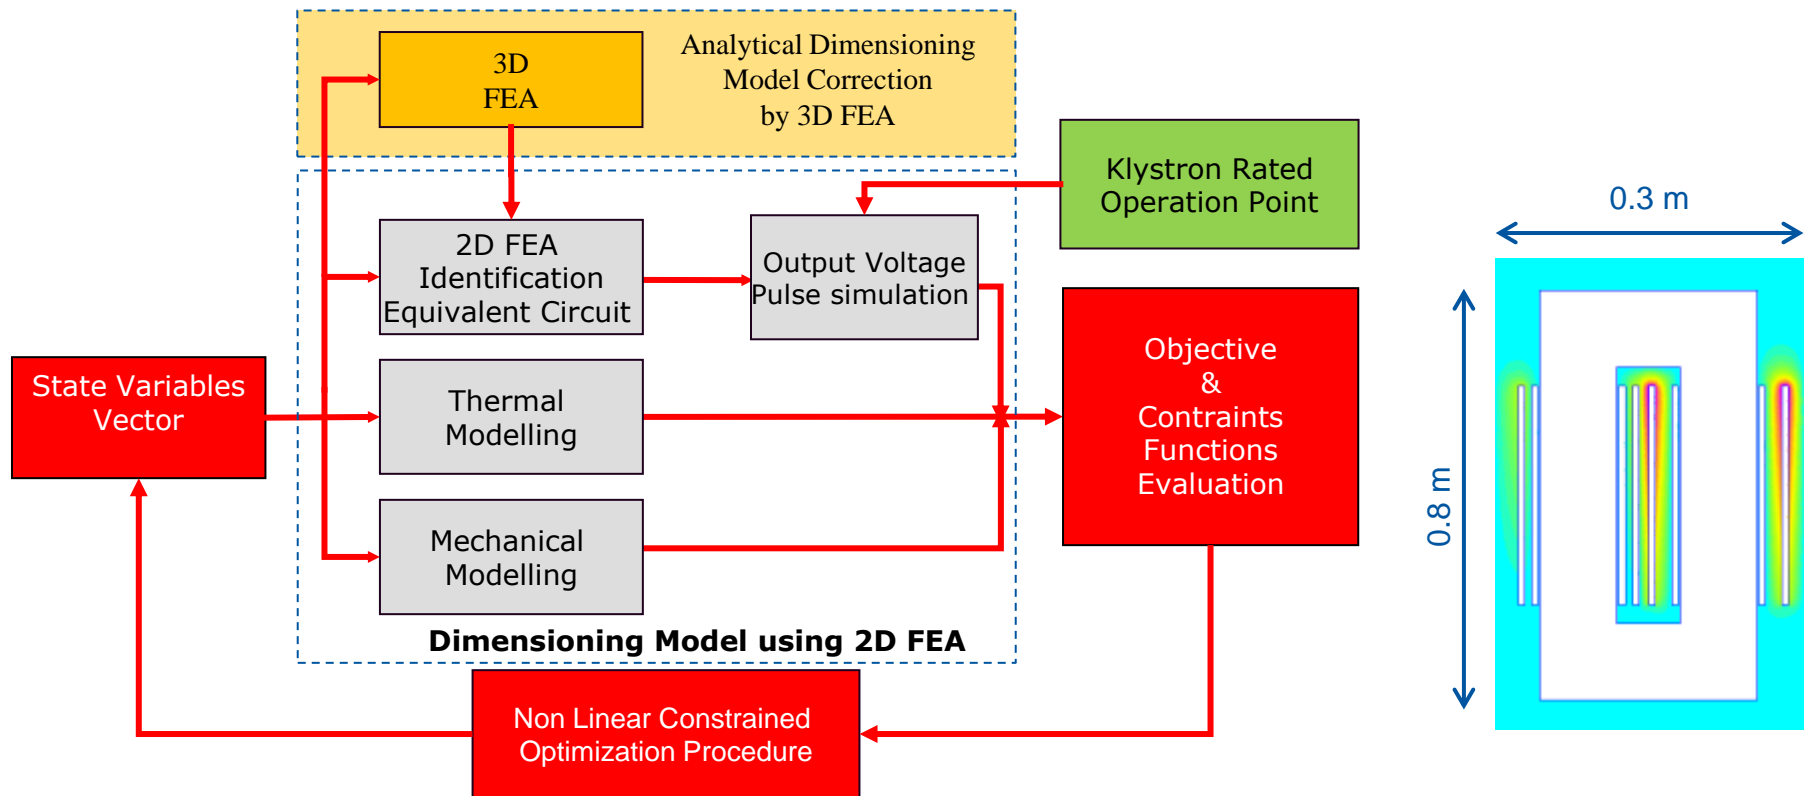 3D
FEA
Analytical Dimensioning
Model Correction
by 3D FEA
Klystron Rated
Operation Point
2D FEA
Identification
Equivalent Circuit
Output Voltage
Pulse simulation
State Variables
Vector
Thermal
Modelling
Mechanical
Modelling
Dimensioning Model using 2D FEA
Objective
&
Contraints
Functions
Evaluation
Non Linear Constrained
Optimization Procedure
0.3 m
0.8 m